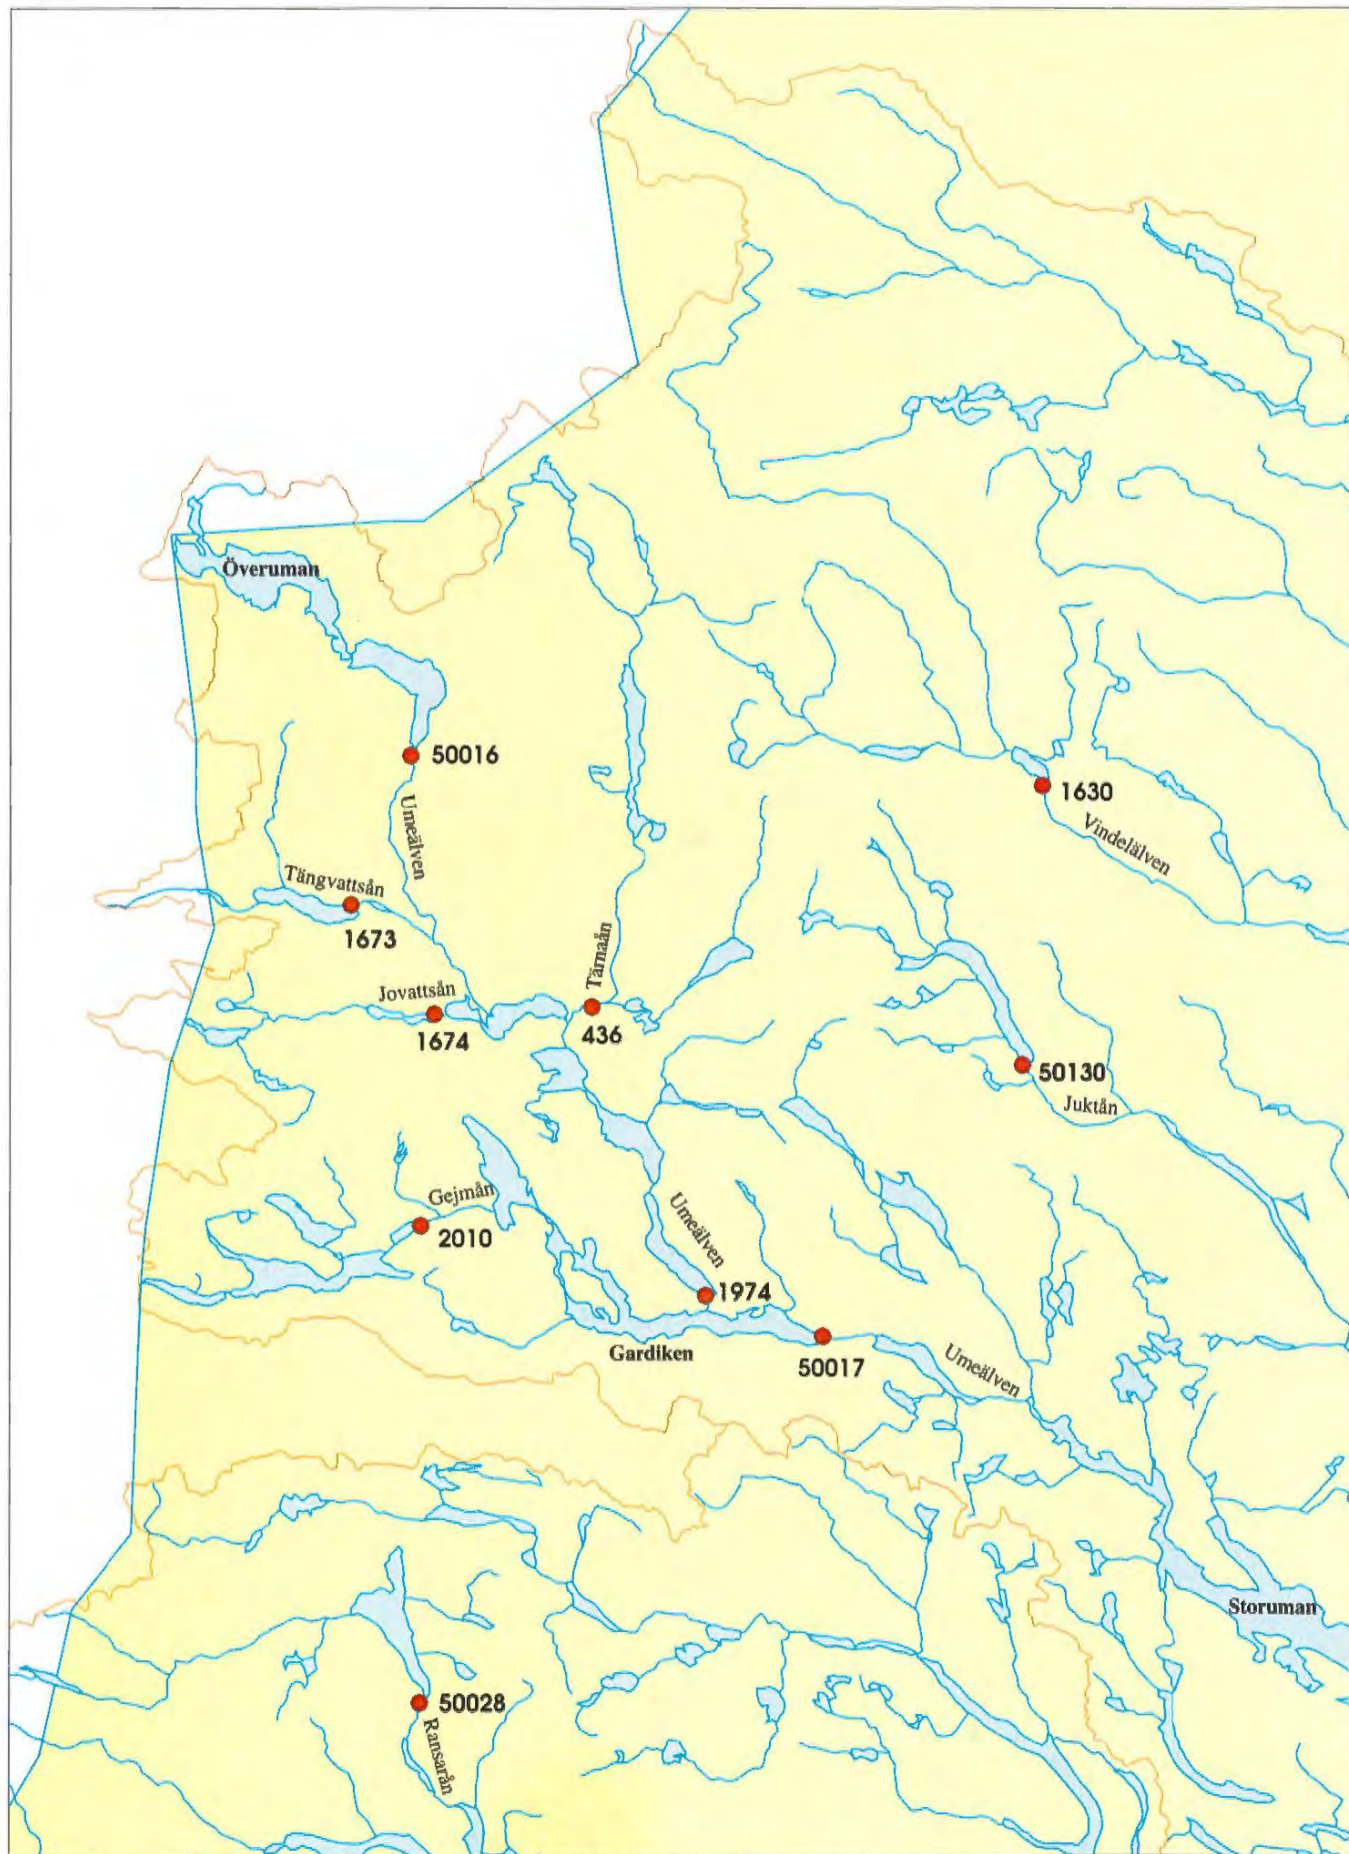 Överuman
50016
Umeälven
1630
Vindelälven
Tängvattsån
1673
Tärnaån
Jovattsån
1674
436
50130
Juktån
Gejmån
2010
Umeälven
1974
Gardiken
50017
Umeälven
Storuman
50028
Ransarån